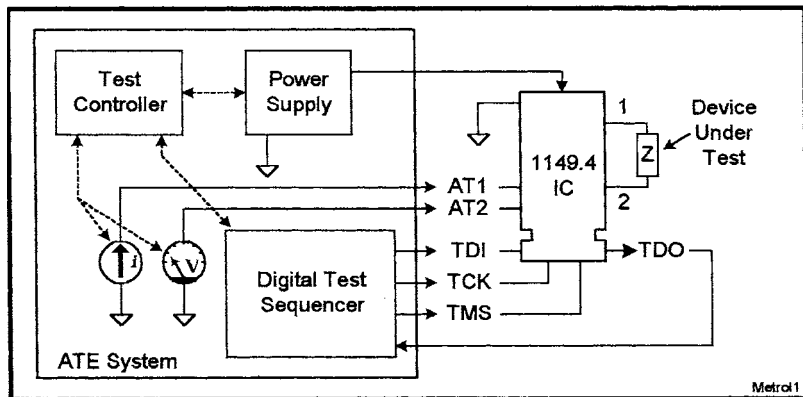 Test
Controller
Power
Supply
1
Device
Under
Test
Z
1149.4
IC
2
AT1
AT2
i
V
TDI
TDO
Digital Test
Sequencer
TCK
TMS
ATE System
Metrol1